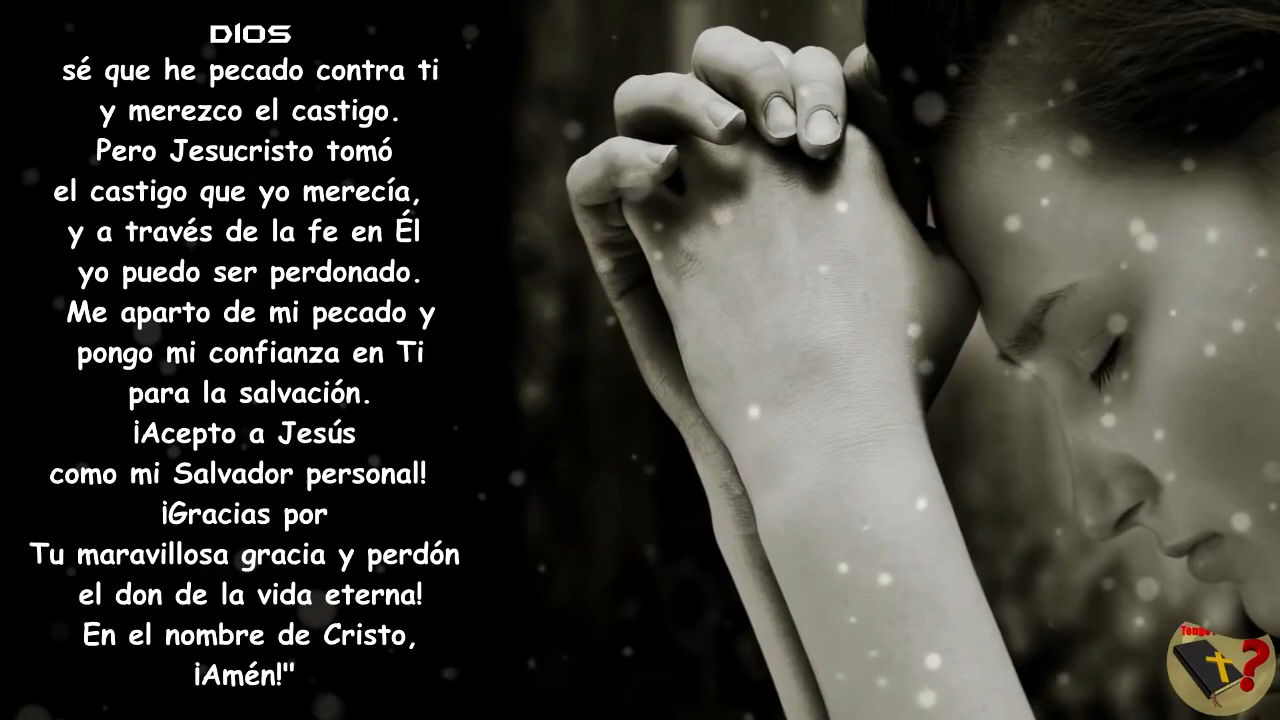 DIOS
sé que he pecado contra ti
y merezco el castigo.
Pero Jesucristo tomó
el castigo que yo merecía,
y a través de la fe en Él
yo puedo ser perdonado.
Me aparto de mi pecado y
pongo mi confianza en Ti
para la salvación.
¡Acepto a Jesús
como mi Salvador personal!
¡Gracias por
Tu maravillosa gracia y perdón
el don de la vida eterna!
En el nombre de Cristo,
¡Amén!"
Tengo
?